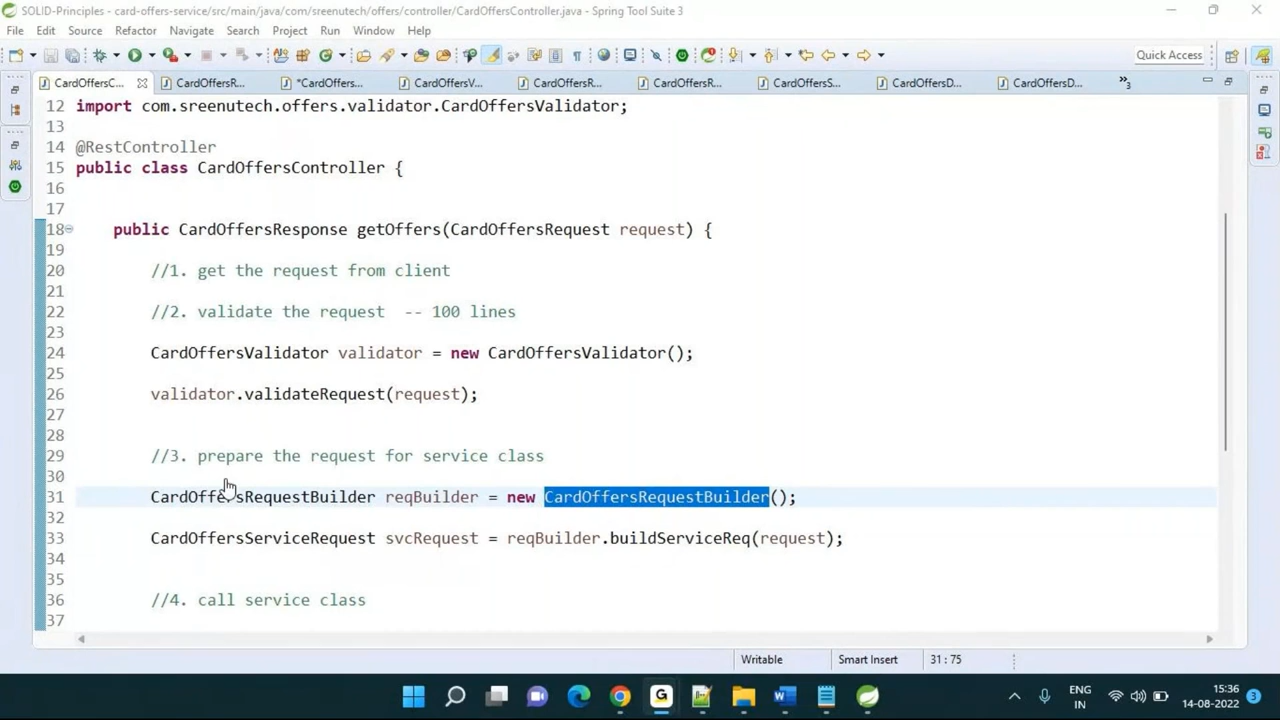 SOLID-Principles - card-offers-service/src/main/java/com/sreenutech/offers/controller/CardOffersController.java - Spring Tool Suite 3
File Edit Source Refactor Navigate Search Project Run Window Help
Quick Access
CardOffersC... CardOffersR... *CardOffers... CardOffersV... CardOffersR... CardOffersR... CardOffersS... CardOffersD... CardOffersD... »3
12 import com.sreenutech.offers.validator.CardOffersValidator;
13
14 @RestController
15 public class CardOffersController {
16
17
18 public CardOffersResponse getOffers(CardOffersRequest request) {
19
20 //1. get the request from client
21
22 //2. validate the request -- 100 lines
23
24 CardOffersValidator validator = new CardOffersValidator();
25
26 validator.validateRequest(request);
27
28
29 //3. prepare the request for service class
30
31 CardOffersRequestBuilder reqBuilder = new CardOffersRequestBuilder();
32
33 CardOffersServiceRequest svcRequest = reqBuilder.buildServiceReq(request);
34
35
36 //4. call service class
37
Writable Smart Insert 31 : 75
ENG 15:36
IN 14-08-2022 3